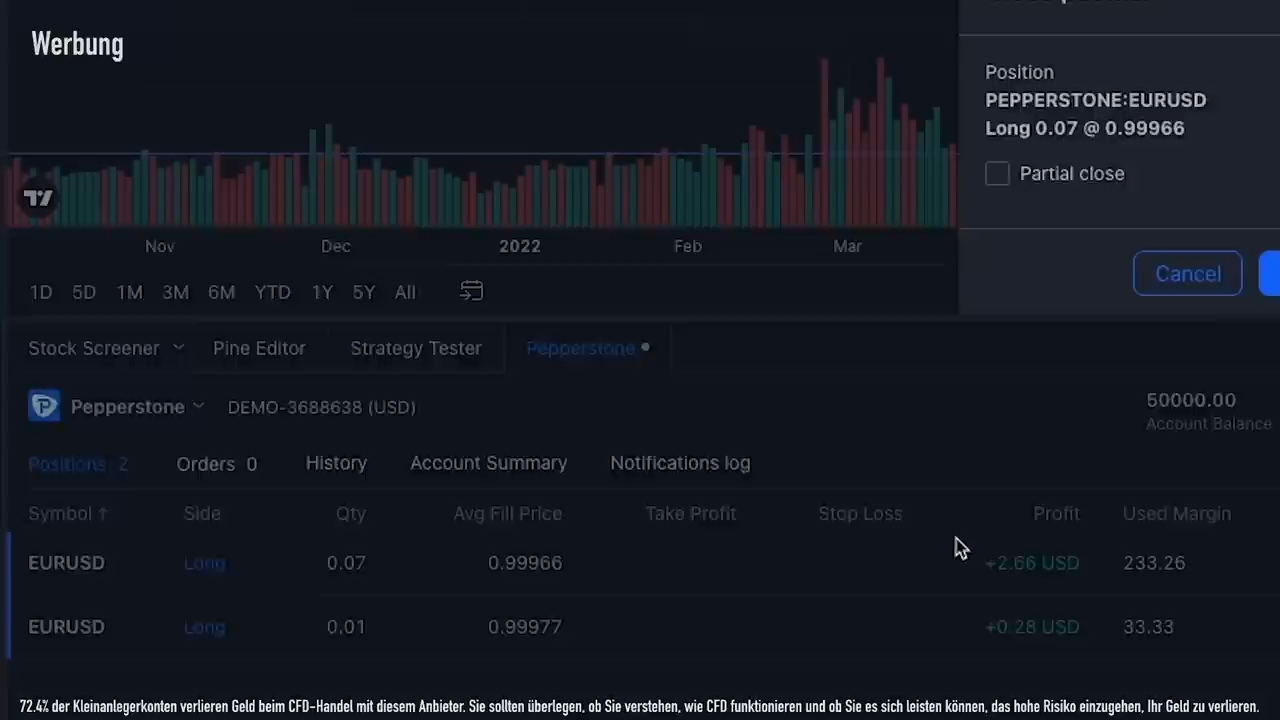 Werbung
Position
PEPPERSTONE:EURUSD
Long 0.07 @ 0.99966
Partial close
Cancel
Nov Dec 2022 Feb Mar
1D 5D 1M 3M 6M YTD 1Y 5Y All
Stock Screener Pine Editor Strategy Tester Pepperstone
Pepperstone DEMO-3688638 (USD)
50000.00
Account Balance
Positions 2 Orders 0 History Account Summary Notifications log
Symbol ↑ Side Qty Avg Fill Price Take Profit Stop Loss Profit Used Margin
EURUSD Long 0.07 0.99966 +2.66 USD 233.26
EURUSD Long 0.01 0.99977 +0.28 USD 33.33
72.4% der Kleinanlegerkonten verlieren Geld beim CFD-Handel mit diesem Anbieter. Sie sollten überlegen, ob Sie verstehen, wie CFD funktionieren und ob Sie es sich leisten können, das hohe Risiko einzugehen, Ihr Geld zu verlieren.